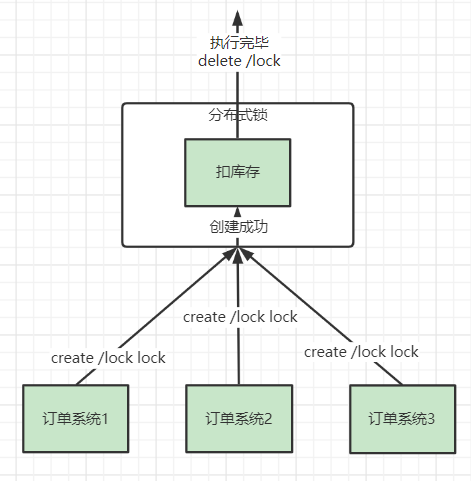 执行完毕
delete /lock
分布式锁
扣库存
创建成功
create /lock lock
create /lock lock
create /lock lock
订单系统1
订单系统2
订单系统3